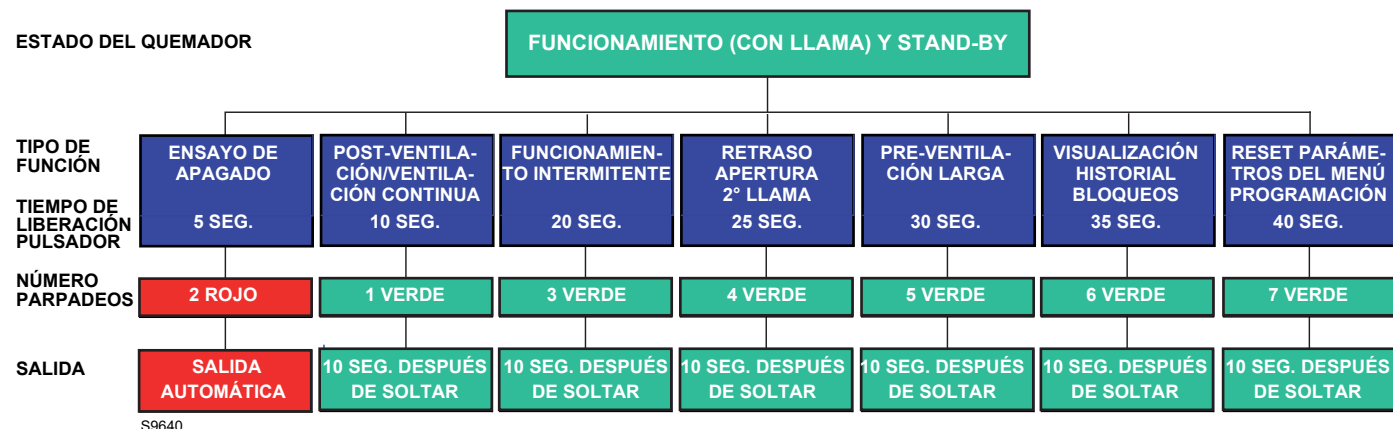 ESTADO DEL QUEMADOR
FUNCIONAMIENTO (CON LLAMA) Y STAND-BY
TIPO DE
FUNCIÓN
ENSAYO DE
APAGADO
POST-VENTILA-
CIÓN/VENTILA-
CIÓN CONTINUA
FUNCIONAMIEN-
TO INTERMITENTE
RETRASO
APERTURA
2° LLAMA
PRE-VENTILA-
CIÓN LARGA
VISUALIZACIÓN
HISTORIAL
BLOQUEOS
RESET PARÁME-
TROS DEL MENÚ
PROGRAMACIÓN
TIEMPO DE
LIBERACIÓN
PULSADOR
5 SEG.
10 SEG.
20 SEG.
25 SEG.
30 SEG.
35 SEG.
40 SEG.
NÚMERO
PARPADEOS
2 ROJO
1 VERDE
3 VERDE
4 VERDE
5 VERDE
6 VERDE
7 VERDE
SALIDA
SALIDA
AUTOMÁTICA
10 SEG. DESPUÉS
DE SOLTAR
10 SEG. DESPUÉS
DE SOLTAR
10 SEG. DESPUÉS
DE SOLTAR
10 SEG. DESPUÉS
DE SOLTAR
10 SEG. DESPUÉS
DE SOLTAR
10 SEG. DESPUÉS
DE SOLTAR
S9640